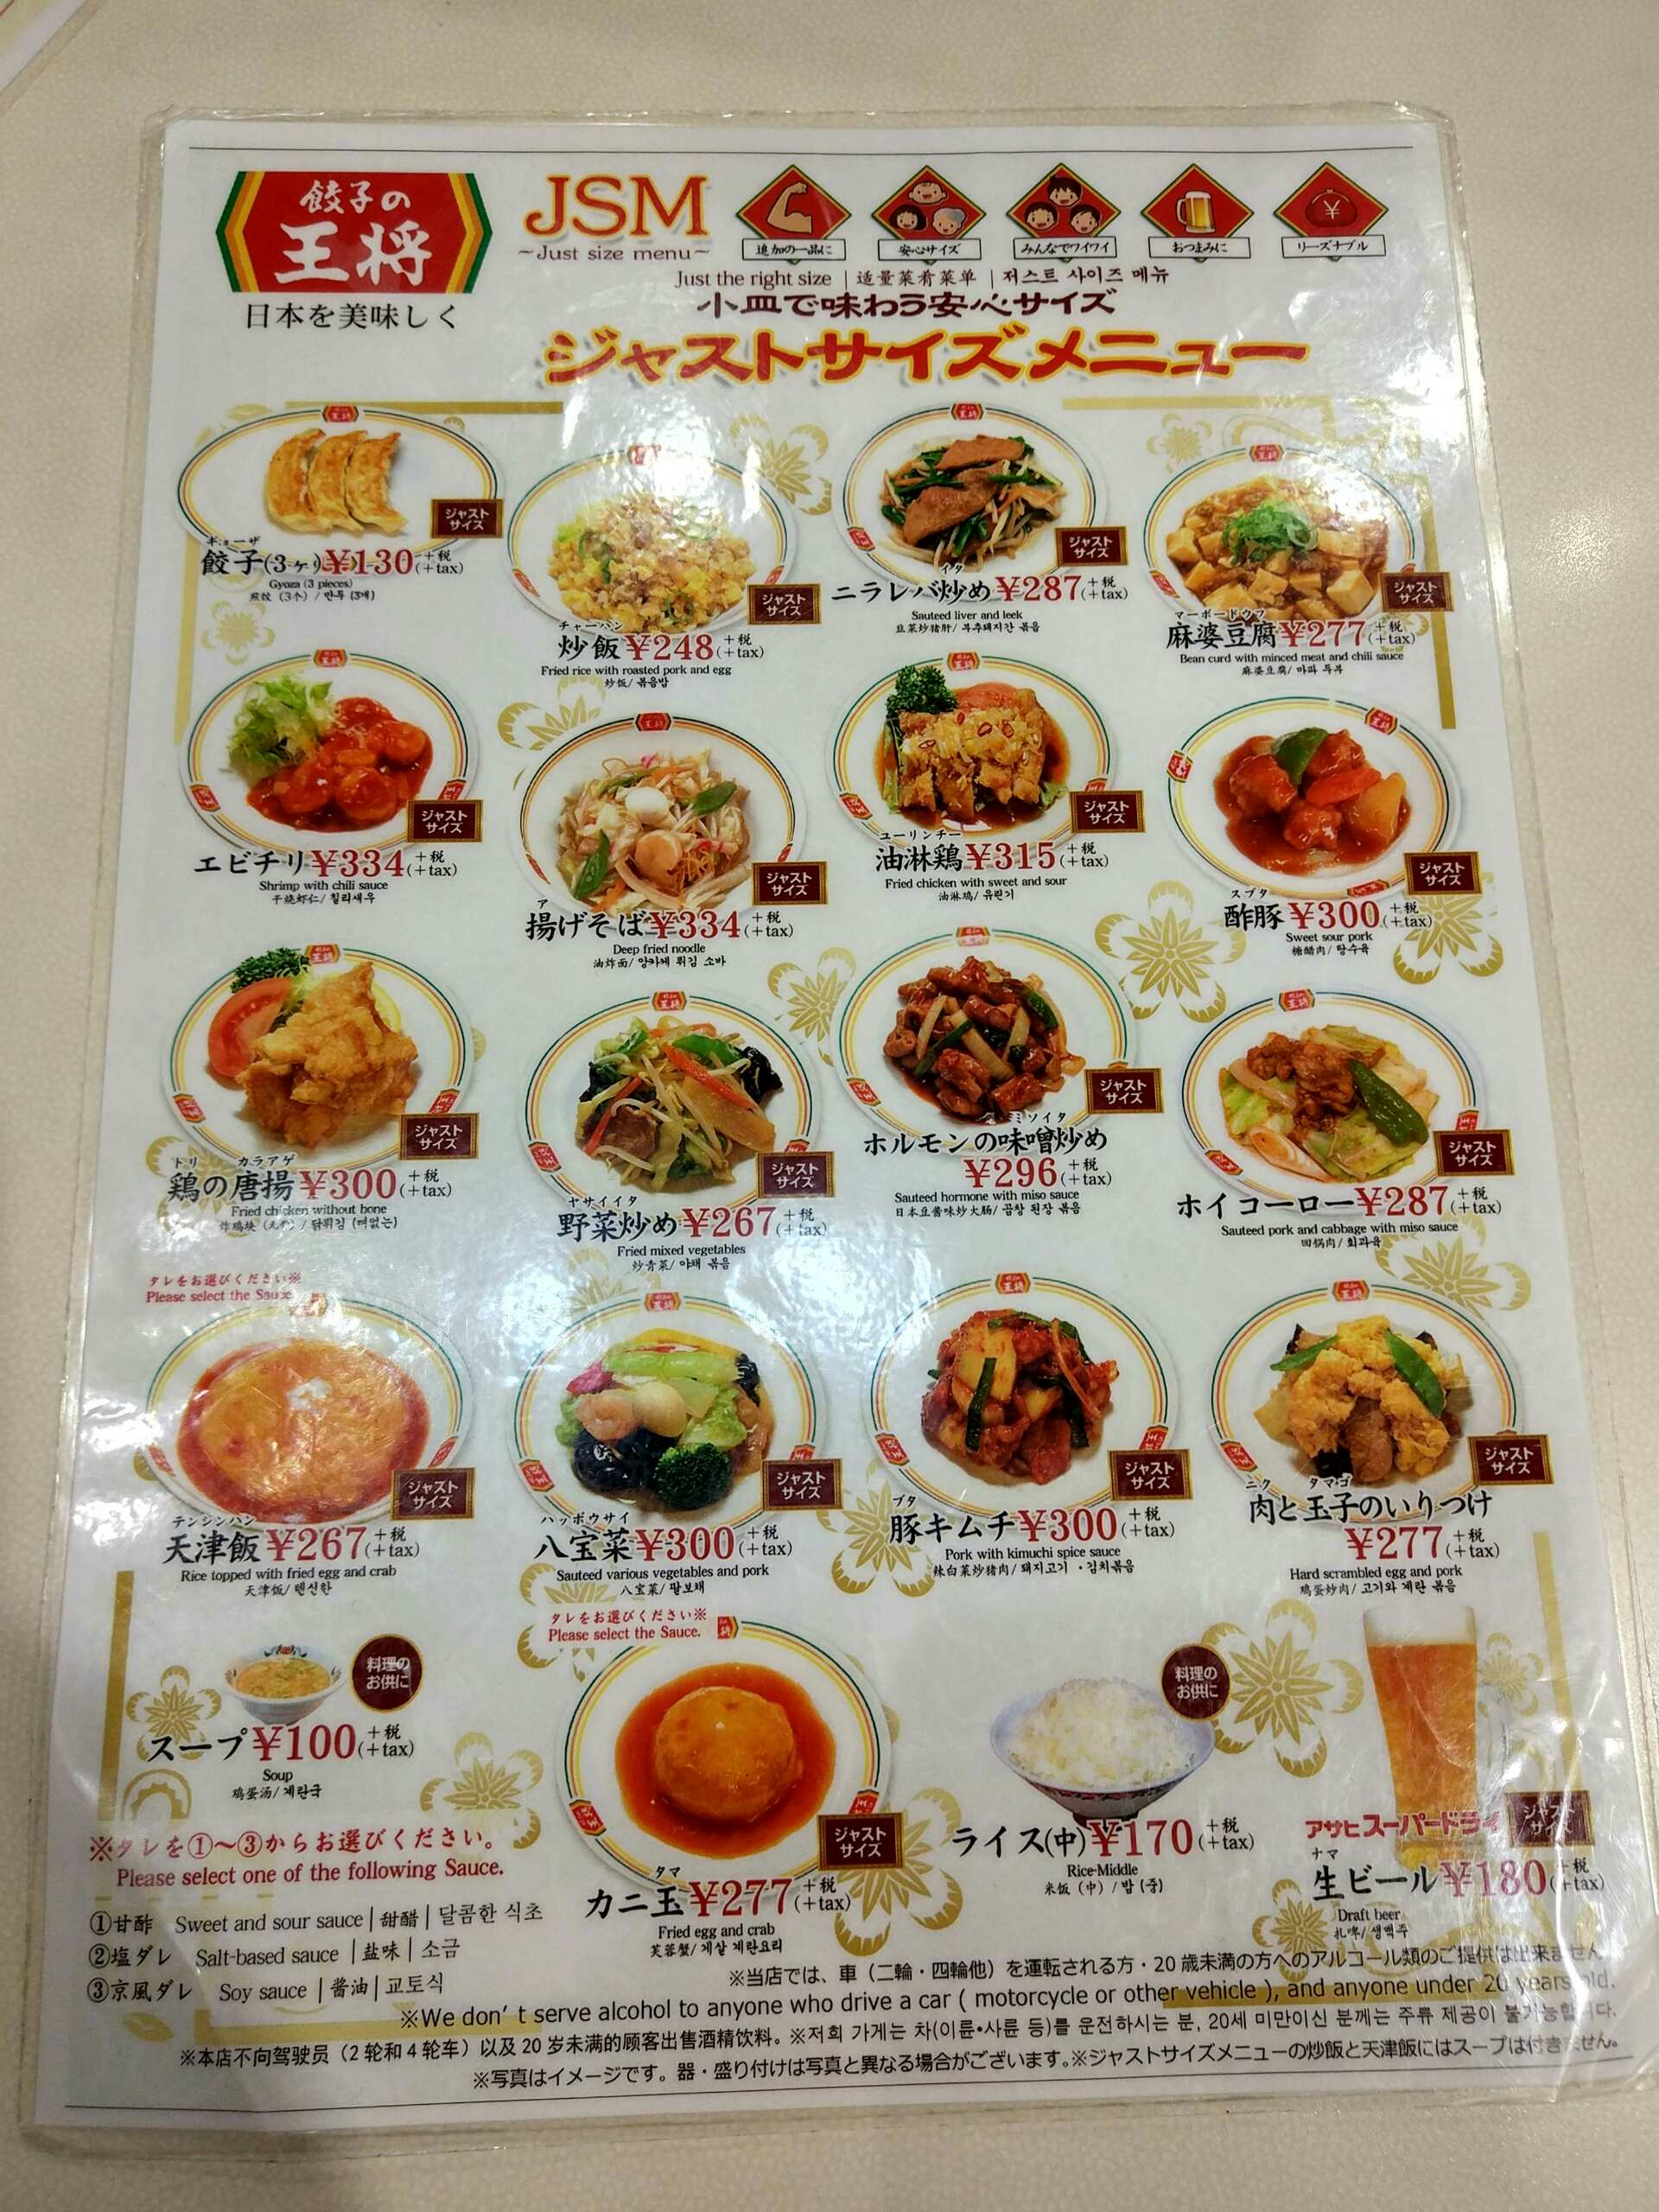 餃子の
王将
日本を美味しく
JSM
~Just size menu~
追加の一品に
安心サイズ
みんなでワイワイ
おつまみに
リーズナブル
Just the right size | 适量菜肴菜单 | 저스트 사이즈 메뉴
小皿で味わう安心サイズ
ジャストサイズメニュー
ジャスト
サイズ
ギョーザ
餃子(3ヶ)¥130+税(+tax)
Gyoza (3 pieces)
煎饺 (3个) / 만두 (3개)
ジャスト
サイズ
チャーハン
炒飯¥248+税(+tax)
Fried rice with roasted pork and egg
炒饭/ 볶음밥
ジャスト
サイズ
イタ
ニラレバ炒め¥287+税(+tax)
Sauteed liver and leek
韭菜炒猪肝/ 부추돼지간 볶음
ジャスト
サイズ
マーボードウフ
麻婆豆腐¥277+税(+tax)
Bean curd with minced meat and chili sauce
麻婆豆腐/ 마파 두부
ジャスト
サイズ
エビチリ¥334+税(+tax)
Shrimp with chili sauce
干烧虾仁/ 칠리새우
ジャスト
サイズ
ア
揚げそば¥334+税(+tax)
Deep fried noodle
油炸面/ 앙카케 튀김 소바
ジャスト
サイズ
ユーリンチー
油淋鶏¥315+税(+tax)
Fried chicken with sweet and sour
油淋鸡/ 유린기
ジャスト
サイズ
スブタ
酢豚¥300+税(+tax)
Sweet sour pork
糖醋肉/ 탕수육
ジャスト
サイズ
トリ カラアゲ
鶏の唐揚¥300+税(+tax)
Fried chicken without bone
炸鸡块 (无骨) / 닭튀김 (뼈없는)
ジャスト
サイズ
ヤサイイタ
野菜炒め¥267+税(+tax)
Fried mixed vegetables
炒青菜/ 야채 볶음
ジャスト
サイズ
ミソイタ
ホルモンの味噌炒め
¥296+税(+tax)
Sauteed hormone with miso sauce
日本豆酱味炒大肠/ 곱창 된장 볶음
ジャスト
サイズ
ホイコーロー¥287+税(+tax)
Sauteed pork and cabbage with miso sauce
回锅肉/ 회과육
タレをお選びください※
Please select the Sauce.
ジャスト
サイズ
テンシンハン
天津飯¥267+税(+tax)
Rice topped with fried egg and crab
天津饭/ 텐신한
ジャスト
サイズ
ハッポウサイ
八宝菜¥300+税(+tax)
Sauteed various vegetables and pork
八宝菜/ 팔보채
ジャスト
サイズ
ブタ
豚キムチ¥300+税(+tax)
Pork with kimuchi spice sauce
辣白菜炒猪肉/ 돼지고기・김치볶음
ジャスト
サイズ
ニク タマゴ
肉と玉子のいりつけ
¥277+税(+tax)
Hard scrambled egg and pork
鸡蛋炒肉/ 고기와 계란 볶음
料理の
お供に
スープ¥100+税(+tax)
Soup
鸡蛋汤/ 계란국
タレをお選びください※
Please select the Sauce.
ジャスト
サイズ
タマ
カニ玉¥277+税(+tax)
Fried egg and crab
芙蓉蟹/ 게살 계란요리
料理の
お供に
ライス(中)¥170+税(+tax)
Rice-Middle
米饭 (中) / 밥 (중)
アサヒスーパードライ
ジャスト
サイズ
ナマ
生ビール¥180+税(+tax)
Draft beer
扎啤/ 생맥주
※タレを①~③からお選びください。
Please select one of the following Sauce.
①甘酢 Sweet and sour sauce | 甜醋 | 달콤한 식초
②塩ダレ Salt-based sauce | 盐味 | 소금
③京風ダレ Soy sauce | 酱油 | 교토식
※当店では、車（二輪・四輪他）を運転される方・20歳未満の方へのアルコール類のご提供は出来ません。
※We don't serve alcohol to anyone who drive a car ( motorcycle or other vehicle ), and anyone under 20 years old.
※本店不向驾驶员（2轮和4轮车）以及20岁未满的顾客出售酒精饮料。※저희 가게는 차(이륜•사륜 등)를 운전하시는 분, 20세 미만이신 분께는 주류 제공이 불가능합니다.
※写真はイメージです。器・盛り付けは写真と異なる場合がございます。※ジャストサイズメニューの炒飯と天津飯にはスープは付きません。